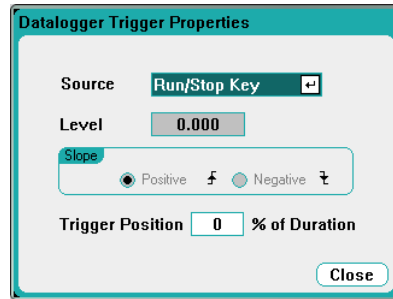 Datalogger Trigger Properties
Source Run/Stop Key
Level 0.000
Slope
Positive Negative
Trigger Position 0 % of Duration
Close